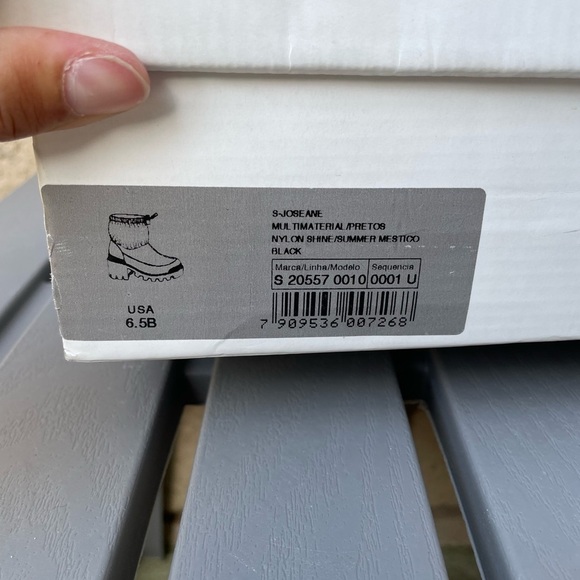 S-JOSEANE
MULTIMATERIAL/PRETOS
NYLON SHINE/SUMMER MESTICO
BLACK
Marca/Linha/Modelo Sequencia
S 20557 0010 0001 U
7 909536 007268
USA
6.5B